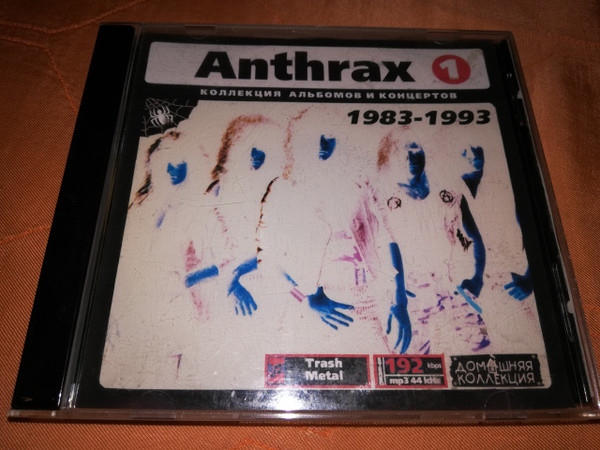 Anthrax 1
КОЛЛЕКЦИЯ АЛЬБОМОВ И КОНЦЕРТОВ
1983-1993
Trash
Metal
192 kbps
mp3 44 kHz
ДОМАШНЯЯ
КОЛЛЕКЦИЯ